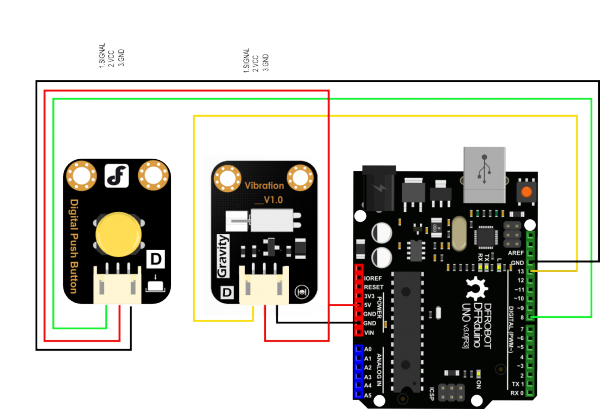 1.SIGNAL
2.VCC
3.GND
1.SIGNAL
2.VCC
3.GND
Digital Push Button
D
Vibration
V1.0
Gravity
D
IOREF
RESET
3V3
5V
GND
GND
VIN
POWER
A0
A1
A2
A3
A4
A5
ANALOG IN
RX
TX
L
DFROBOT
DFRduino
UNO v3.0[R3]
ICSP
ON
AREF
GND
13
12
~11
~10
~9
8
7
~6
~5
4
~3
2
TX 1
RX 0
DIGITAL (PWM~)